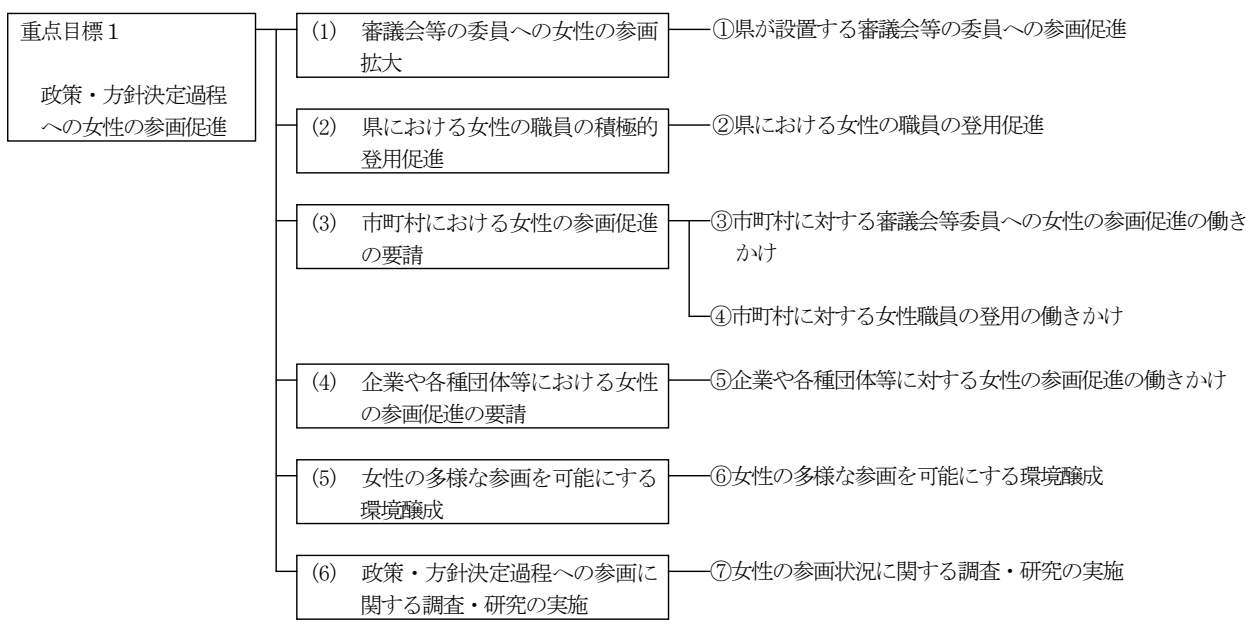 重点目標1
政策・方針決定過程
への女性の参画促進
(1) 審議会等の委員への女性の参画
拡大
①県が設置する審議会等の委員への参画促進
(2) 県における女性の職員の積極的
登用促進
②県における女性の職員の登用促進
(3) 市町村における女性の参画促進
の要請
③市町村に対する審議会等委員への女性の参画促進の働き
かけ
④市町村に対する女性職員の登用の働きかけ
(4) 企業や各種団体等における女性
の参画促進の要請
⑤企業や各種団体等に対する女性の参画促進の働きかけ
(5) 女性の多様な参画を可能にする
環境醸成
⑥女性の多様な参画を可能にする環境醸成
(6) 政策・方針決定過程への参画に
関する調査・研究の実施
⑦女性の参画状況に関する調査・研究の実施